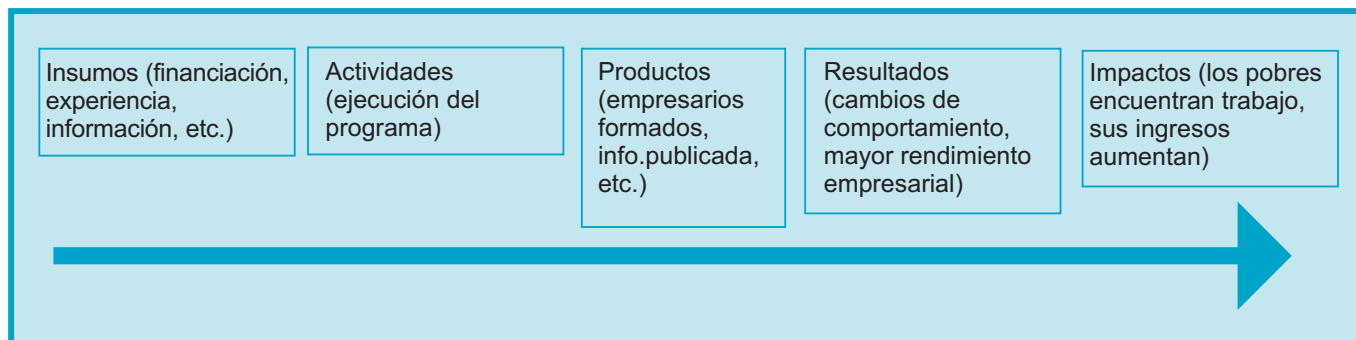 Insumos (financiación,
experiencia,
información, etc.)
Actividades
(ejecución del
programa)
Productos
(empresarios
formados,
info.publicada,
etc.)
Resultados
(cambios de
comportamiento,
mayor rendimiento
empresarial)
Impactos (los pobres
encuentran trabajo,
sus ingresos
aumentan)